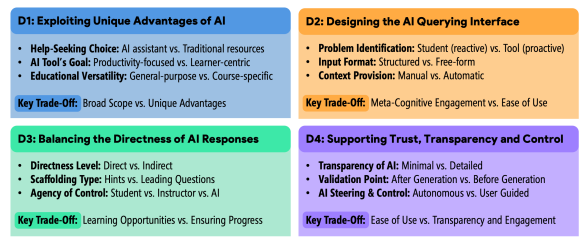 D1: Exploiting Unique Advantages of AI
• Help-Seeking Choice: AI assistant vs. Traditional resources
• AI Tool's Goal: Productivity-focused vs. Learner-centric
• Educational Versatility: General-purpose vs. Course-specific
Key Trade-Off: Broad Scope vs. Unique Advantages
D2: Designing the AI Querying Interface
• Problem Identification: Student (reactive) vs. Tool (proactive)
• Input Format: Structured vs. Free-form
• Context Provision: Manual vs. Automatic
Key Trade-Off: Meta-Cognitive Engagement vs. Ease of Use
D3: Balancing the Directness of AI Responses
• Directness Level: Direct vs. Indirect
• Scaffolding Type: Hints vs. Leading Questions
• Agency of Control: Student vs. Instructor vs. AI
Key Trade-Off: Learning Opportunities vs. Ensuring Progress
D4: Supporting Trust, Transparency and Control
• Transparency of AI: Minimal vs. Detailed
• Validation Point: After Generation vs. Before Generation
• AI Steering & Control: Autonomous vs. User Guided
Key Trade-Off: Ease of Use vs. Transparency and Engagement